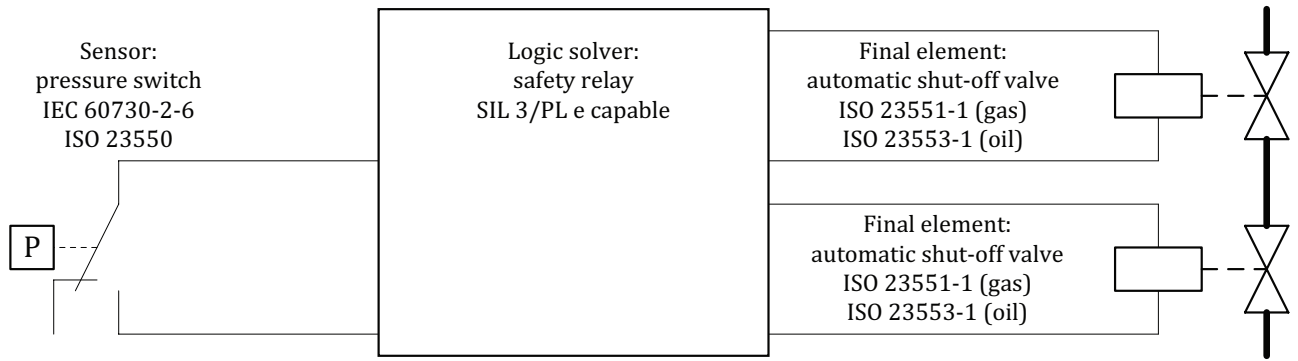 Sensor:
pressure switch
IEC 60730-2-6
ISO 23550
P
Logic solver:
safety relay
SIL 3/PL e capable
Final element:
automatic shut-off valve
ISO 23551-1 (gas)
ISO 23553-1 (oil)
Final element:
automatic shut-off valve
ISO 23551-1 (gas)
ISO 23553-1 (oil)